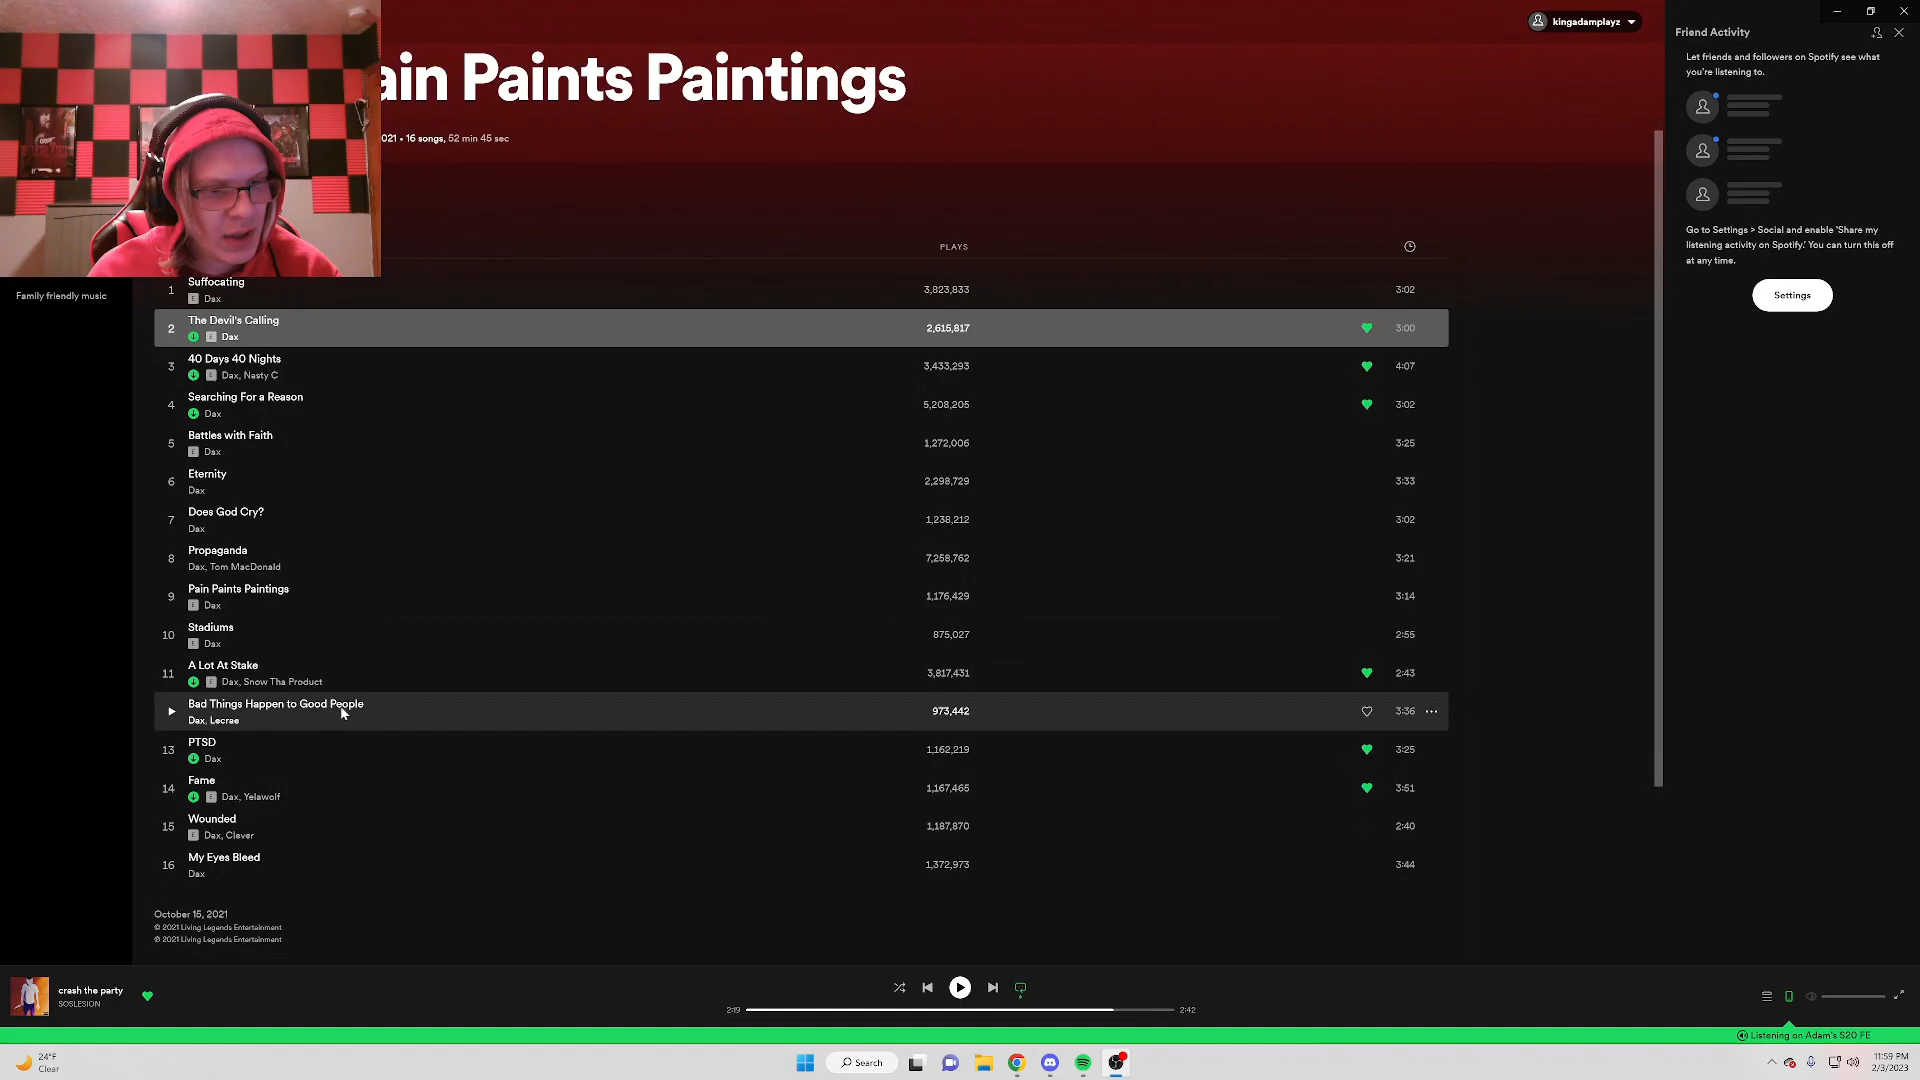 kingadamplayz
Friend Activity
ain Paints Paintings
Let friends and followers on Spotify see what
you're listening to.
021 • 16 songs, 52 min 45 sec
Go to Settings > Social and enable 'Share my
listening activity on Spotify.' You can turn this off
at any time.
Settings
Family friendly music
PLAYS
1 Suffocating 3,823,833 3:02
E Dax
2 The Devil's Calling 2,615,817 3:00
E Dax
3 40 Days 40 Nights 3,433,293 4:07
E Dax, Nasty C
4 Searching For a Reason 5,208,205 3:02
Dax
5 Battles with Faith 1,272,006 3:25
E Dax
6 Eternity 2,298,729 3:33
Dax
7 Does God Cry? 1,238,212 3:02
Dax
8 Propaganda 7,258,762 3:21
Dax, Tom MacDonald
9 Pain Paints Paintings 1,176,429 3:14
E Dax
10 Stadiums 875,027 2:55
E Dax
11 A Lot At Stake 3,817,431 2:43
E Dax, Snow Tha Product
Bad Things Happen to Good People 973,442 3:36
Dax, Lecrae
13 PTSD 1,162,219 3:25
Dax
14 Fame 1,167,465 3:51
E Dax, Yelawolf
15 Wounded 1,187,870 2:40
E Dax, Clever
16 My Eyes Bleed 1,372,973 3:44
Dax
October 15, 2021
© 2021 Living Legends Entertainment
℗ 2021 Living Legends Entertainment
crash the party
SOSLESION
2:19 2:42
Listening on Adam's S20 FE
24°F
Clear
Search
11:59 PM
2/3/2023